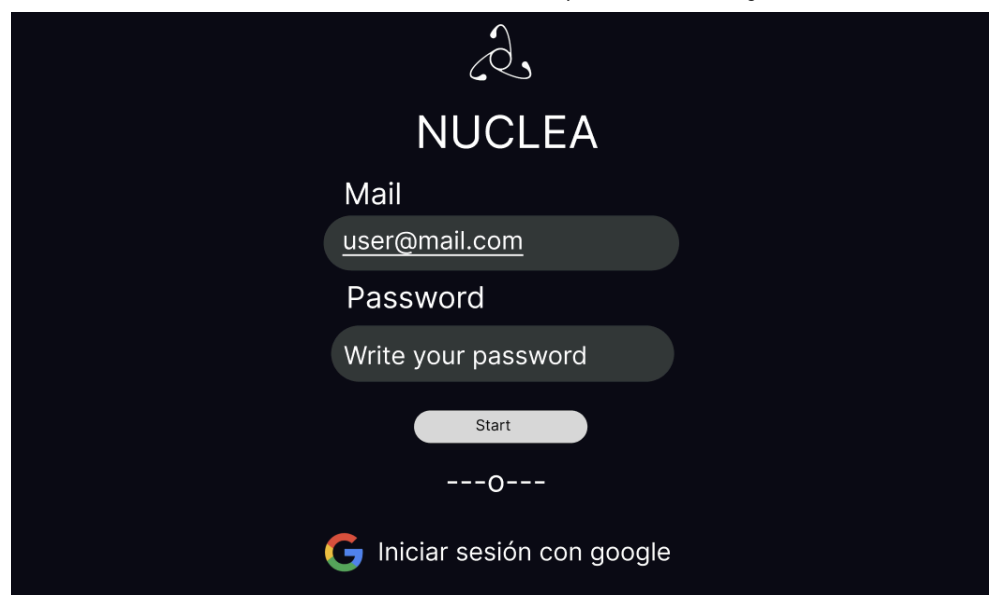 NUCLEA
Mail
user@mail.com
Password
Write your password
Start
---o---
Iniciar sesión con google